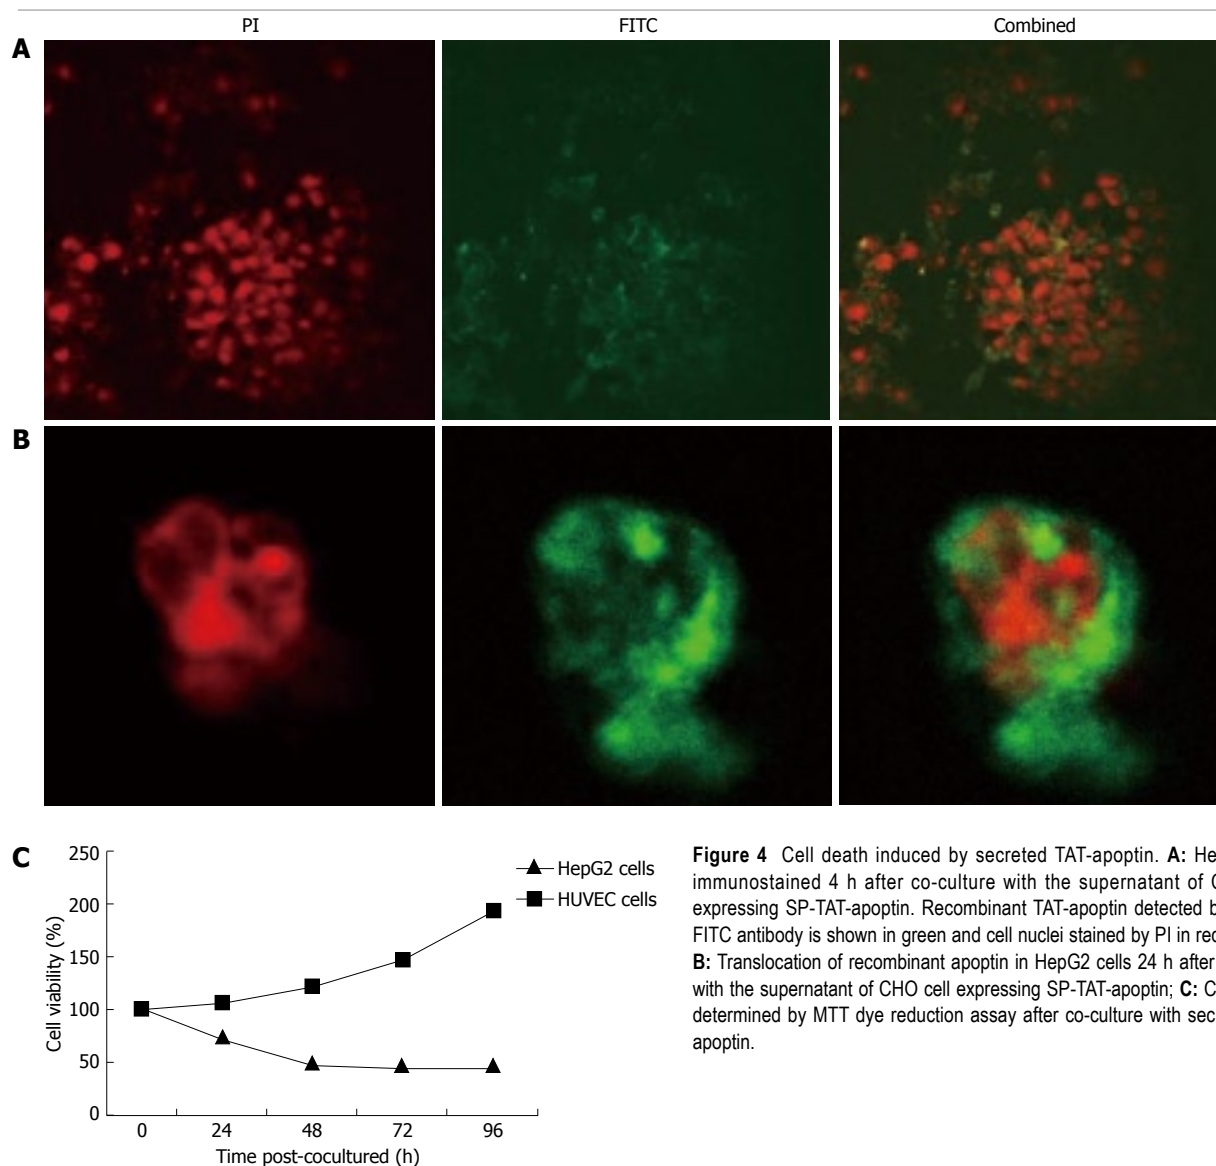 PI FITC Combined
A
B
C
250
200
150
100
50
0
Cell viability (%)
HepG2 cells
HUVEC cells
0 24 48 72 96
Time post-cocultured (h)
Figure 4 Cell death induced by secreted TAT-apoptin. A:
immunostained 4 h after co-culture with the supernatant of
expressing SP-TAT-apoptin. Recombinant TAT-apoptin detected
FITC antibody is shown in green and cell nuclei stained by PI in
B: Translocation of recombinant apoptin in HepG2 cells 24 h after
with the supernatant of CHO cell expressing SP-TAT-apoptin; C:
determined by MTT dye reduction assay after co-culture with
apoptin.